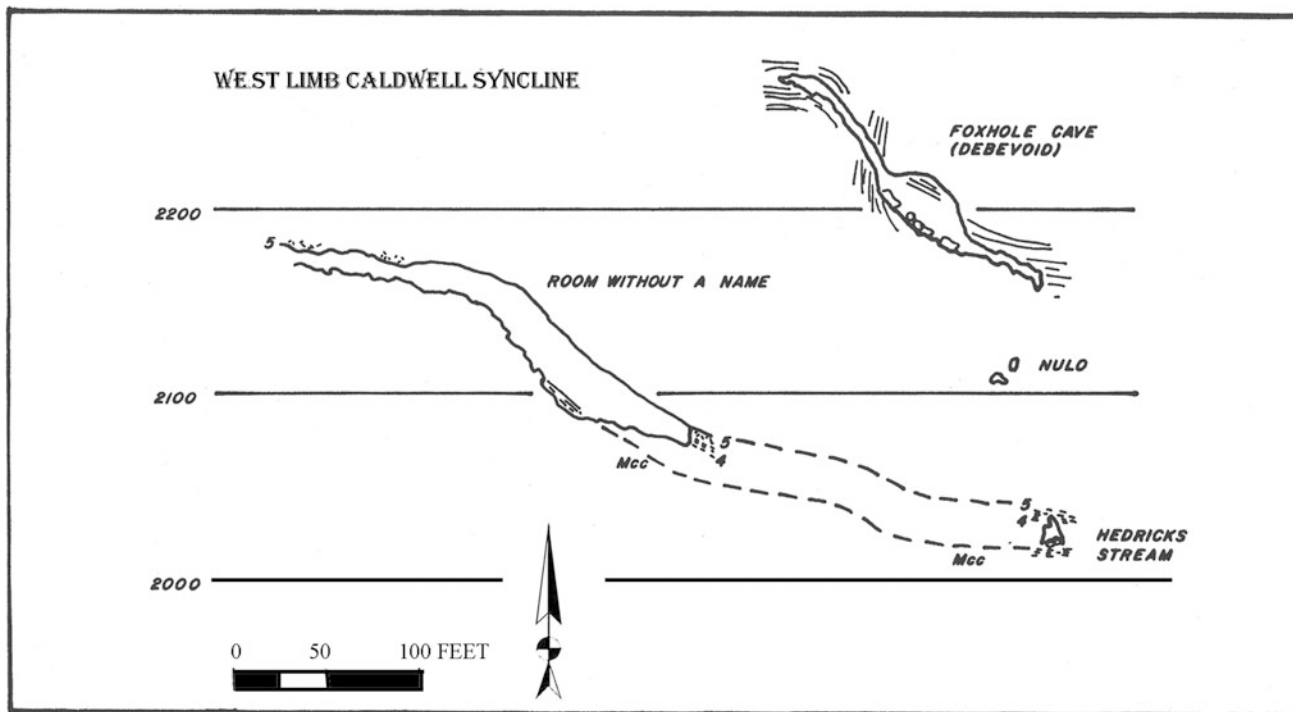 WEST LIMB CALDWELL SYNCLINE
FOXHOLE CAVE
(DEBEVOID)
2200
5
ROOM WITHOUT A NAME
NULO
2100
5
4
Mcc
5
4
HEDRICKS
STREAM
Mcc
2000
0 50 100 FEET